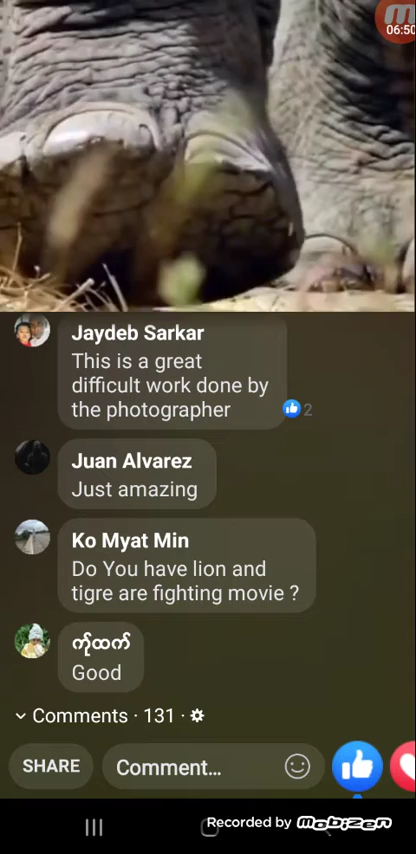 06:50
Jaydeb Sarkar
This is a great
difficult work done by
the photographer
2
Juan Alvarez
Just amazing
Ko Myat Min
Do You have lion and
tigre are fighting movie ?
ကိုထက်
Good
Comments · 131 ·
SHARE
Comment...
Recorded by mobizen